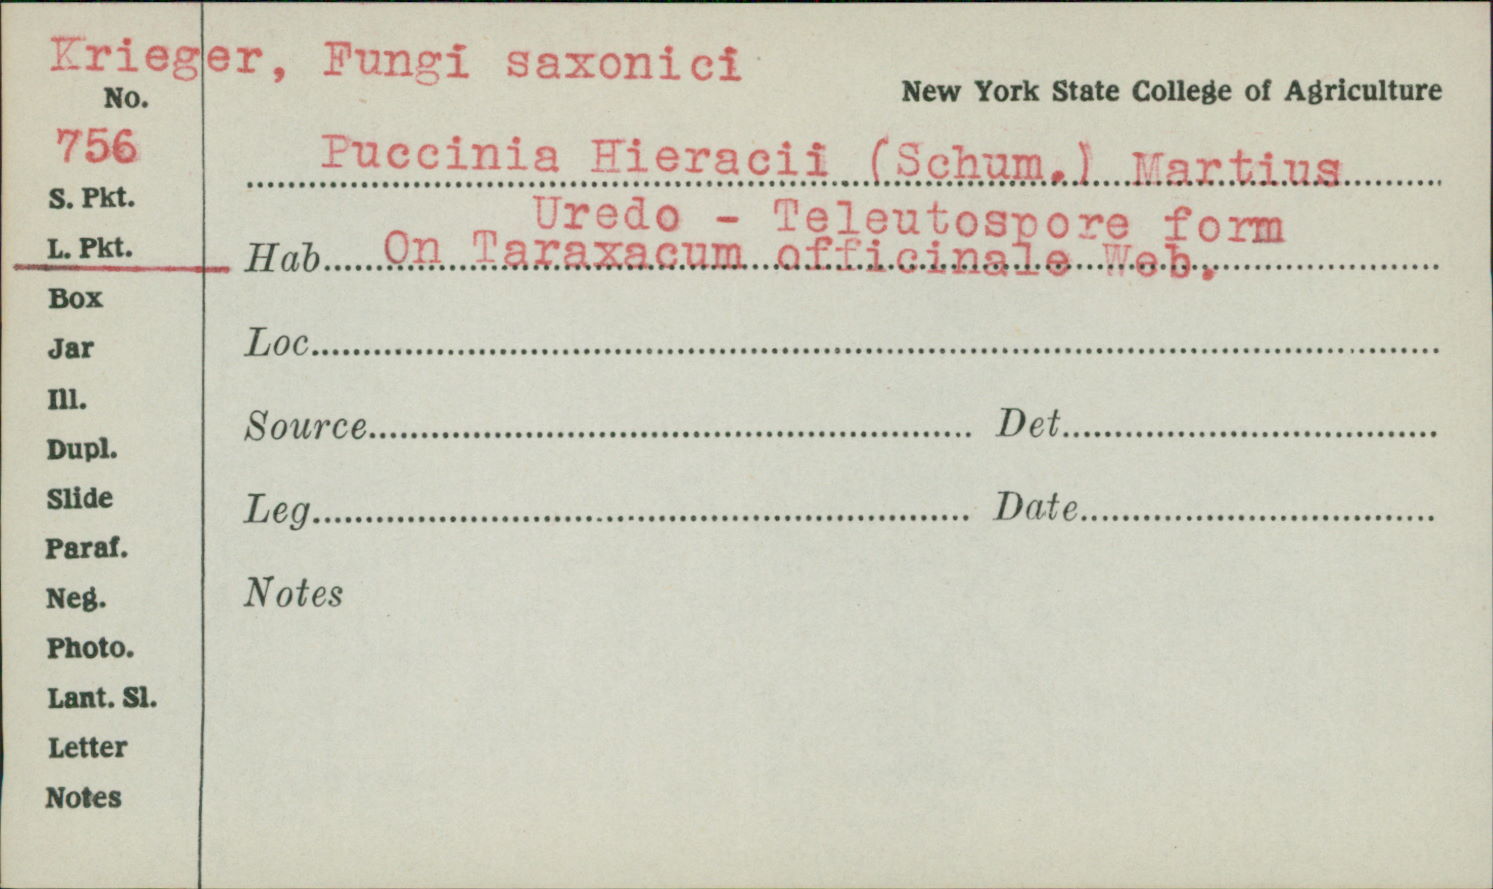 Krieger, Fungi saxonici
New York State College of Agriculture
No.
756
Puccinia Hieracii (Schum.) Martius
Uredo - Teleutospore form
S. Pkt.
L. Pkt.
Hab. On Taraxacum officinale Web.
Box
Jar
Loc.
Ill.
Source Det.
Dupl.
Slide
Leg. Date
Paraf.
Neg.
Notes
Photo.
Lant. Sl.
Letter
Notes